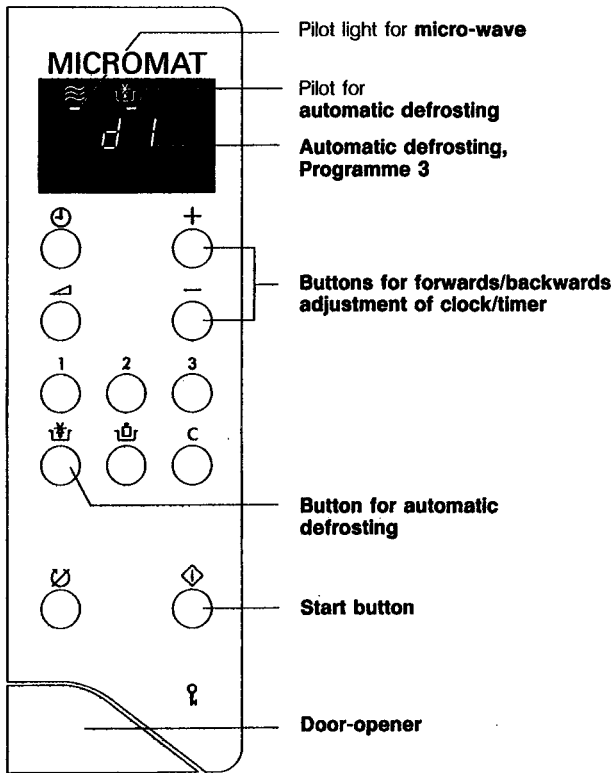 Pilot light for micro-wave
MICROMAT
Pilot for
automatic defrosting
d1
Automatic defrosting,
Programme 3
+
Buttons for forwards/backwards
adjustment of clock/timer
−
1 2 3
C
Button for automatic
defrosting
Start button
Door-opener